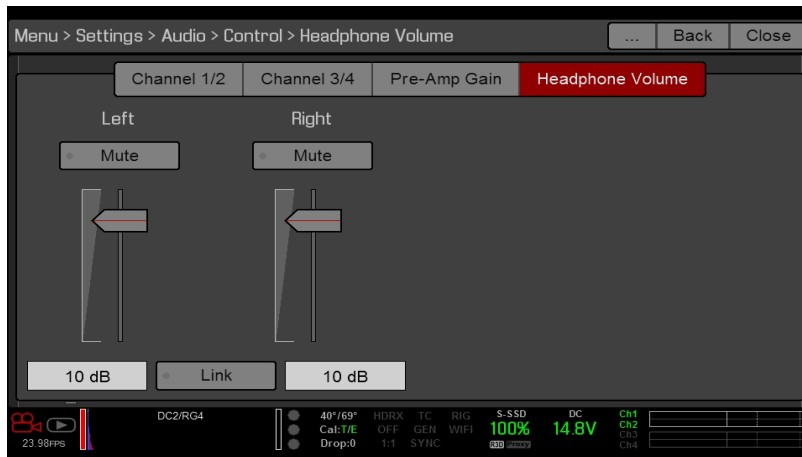 Menu > Settings > Audio > Control > Headphone Volume ... Back Close
Channel 1/2 Channel 3/4 Pre-Amp Gain Headphone Volume
Left Right
Mute Mute
10 dB Link 10 dB
DC2/RG4 40°/69° HDRX TC RIG S-SSD DC Ch1
Cal:T/E OFF GEN WIFI 100% 14.8V Ch2
23.98FPS Drop:0 1:1 SYNC R3D Proxy Ch3
Ch4